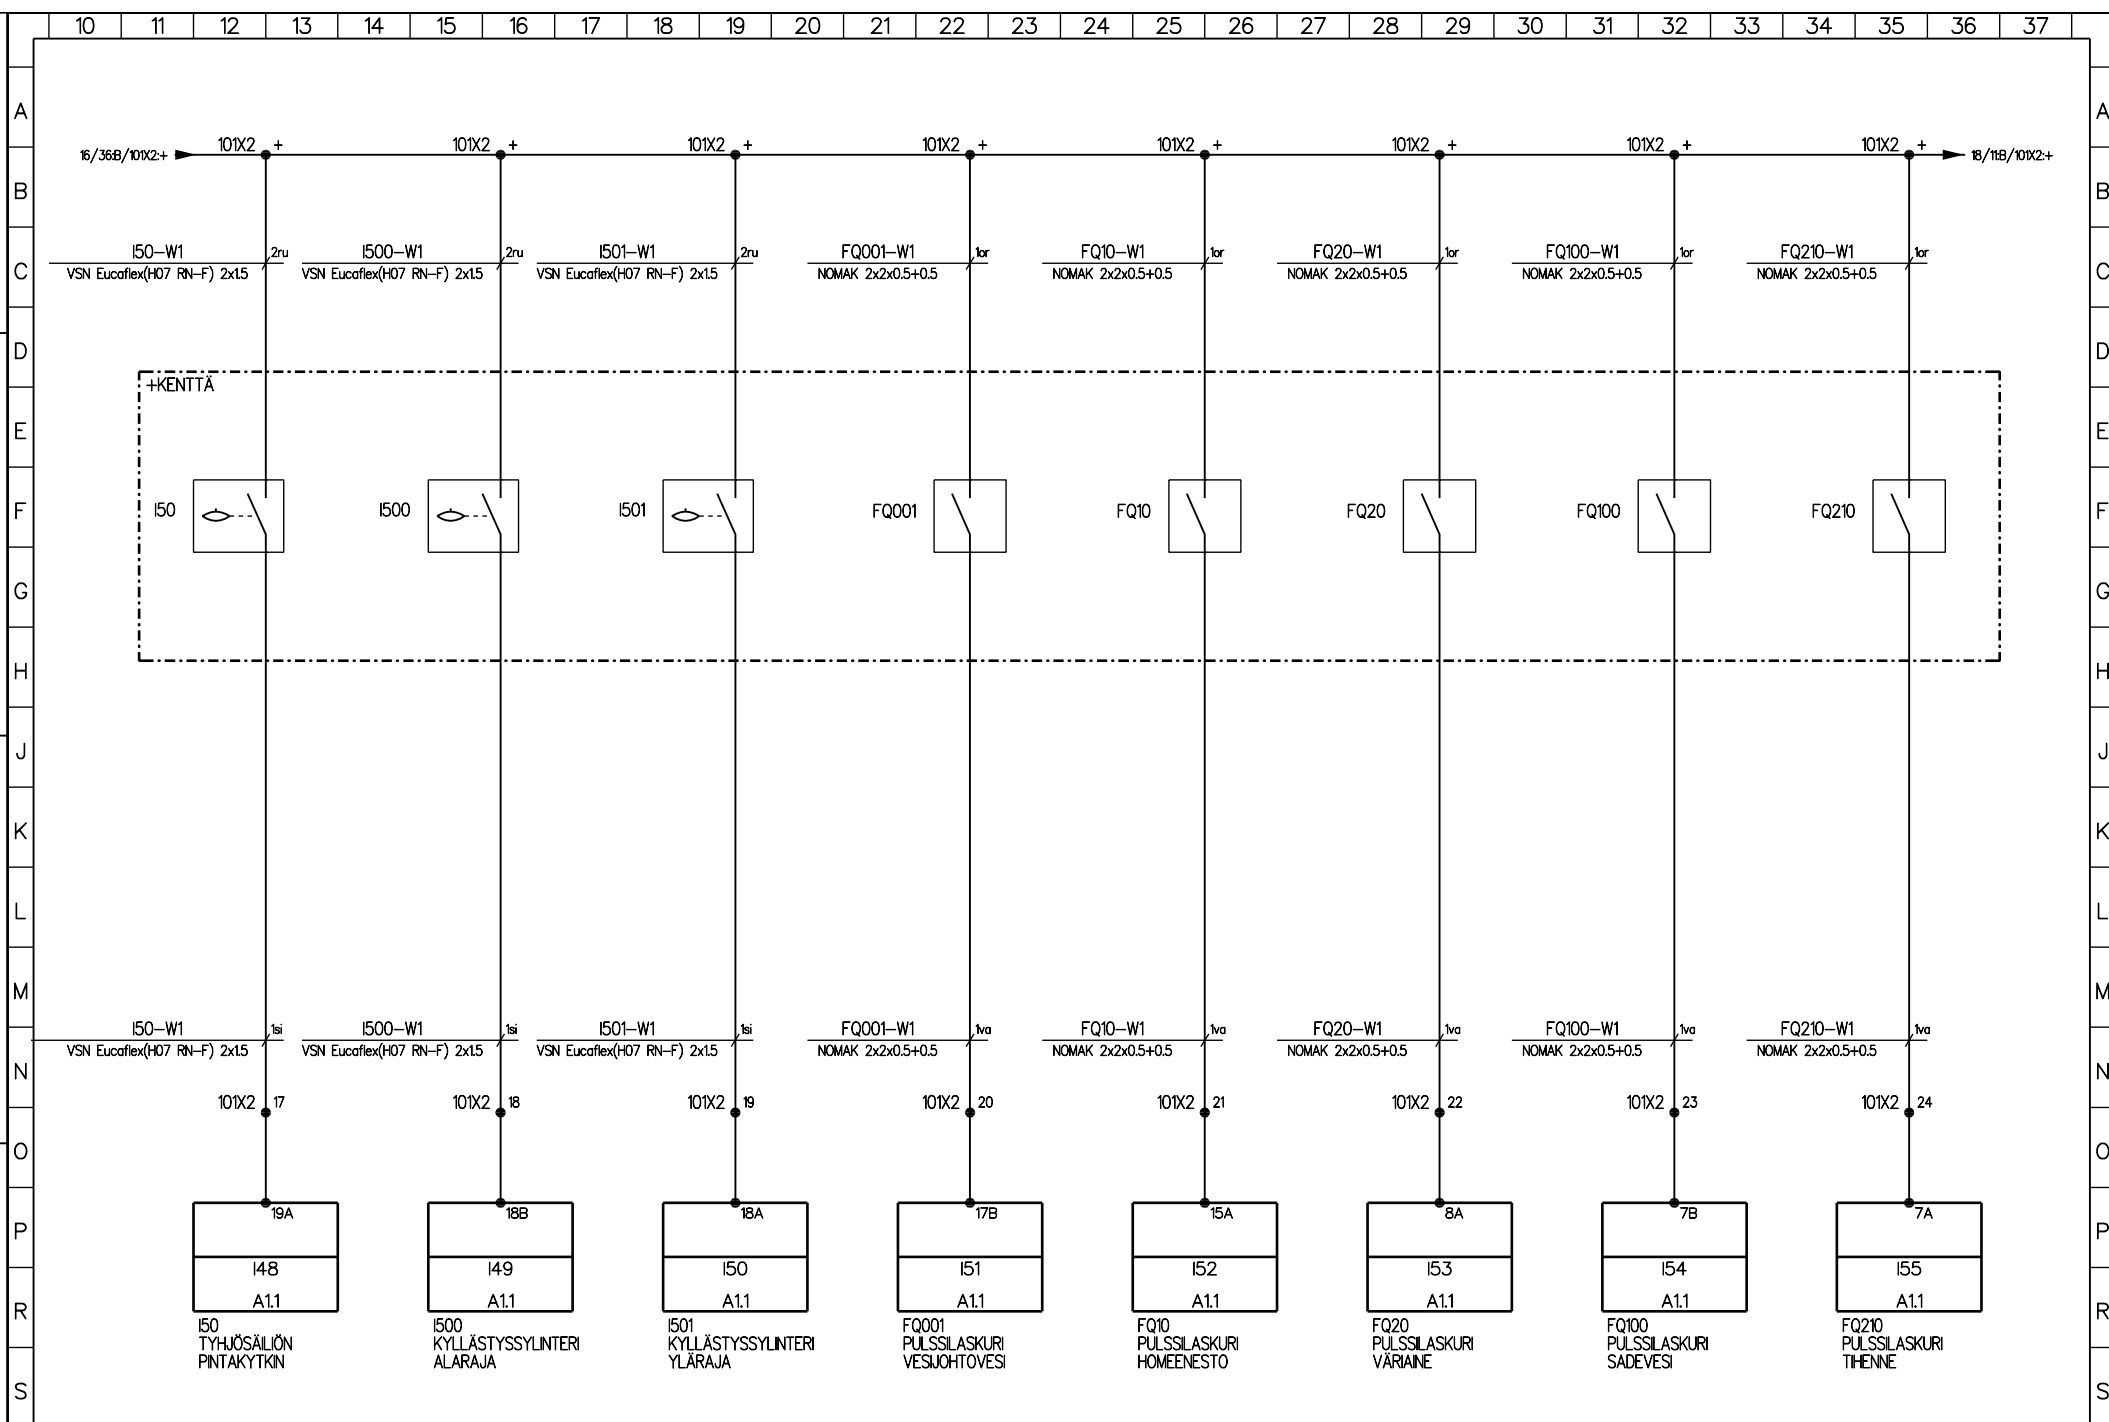 10 11 12 13 14 15 16 17 18 19 20 21 22 23 24 25 26 27 28 29 30 31 32 33 34 35 36 37
A A
16/36:B/101X2:+ 101X2 + 101X2 + 101X2 + 101X2 + 101X2 + 101X2 + 101X2 + 101X2 + 18/11:B/101X2:+
B B
I50-W1 2ru I500-W1 2ru I501-W1 2ru FQ001-W1 1or FQ10-W1 1or FQ20-W1 1or FQ100-W1 1or FQ210-W1 1or
C C
VSN Eucaflex(H07 RN-F) 2x1.5 VSN Eucaflex(H07 RN-F) 2x1.5 VSN Eucaflex(H07 RN-F) 2x1.5 NOMAK 2x2x0.5+0.5 NOMAK 2x2x0.5+0.5 NOMAK 2x2x0.5+0.5 NOMAK 2x2x0.5+0.5 NOMAK 2x2x0.5+0.5
D D
+KENTTÄ
E E
F I50 I500 I501 FQ001 FQ10 FQ20 FQ100 FQ210 F
G G
H H
J J
K K
L L
M M
I50-W1 1si I500-W1 1si I501-W1 1si FQ001-W1 1va FQ10-W1 1va FQ20-W1 1va FQ100-W1 1va FQ210-W1 1va
VSN Eucaflex(H07 RN-F) 2x1.5 VSN Eucaflex(H07 RN-F) 2x1.5 VSN Eucaflex(H07 RN-F) 2x1.5 NOMAK 2x2x0.5+0.5 NOMAK 2x2x0.5+0.5 NOMAK 2x2x0.5+0.5 NOMAK 2x2x0.5+0.5 NOMAK 2x2x0.5+0.5
N N
101X2 17 101X2 18 101X2 19 101X2 20 101X2 21 101X2 22 101X2 23 101X2 24
O O
19A 18B 18A 17B 15A 8A 7B 7A
P P
I48 I49 I50 I51 I52 I53 I54 I55
A1.1 A1.1 A1.1 A1.1 A1.1 A1.1 A1.1 A1.1
R R
I50 I500 I501 FQ001 FQ10 FQ20 FQ100 FQ210
TYHJÖSÄILIÖN KYLLÄSTYSSYLINTERI KYLLÄSTYSSYLINTERI PULSSILASKURI PULSSILASKURI PULSSILASKURI PULSSILASKURI PULSSILASKURI
PINTAKYTKIN ALARAJA YLÄRAJA VESIJOHTOVESI HOMEENESTO VÄRIAINE SADEVESI TIHENNE
S S